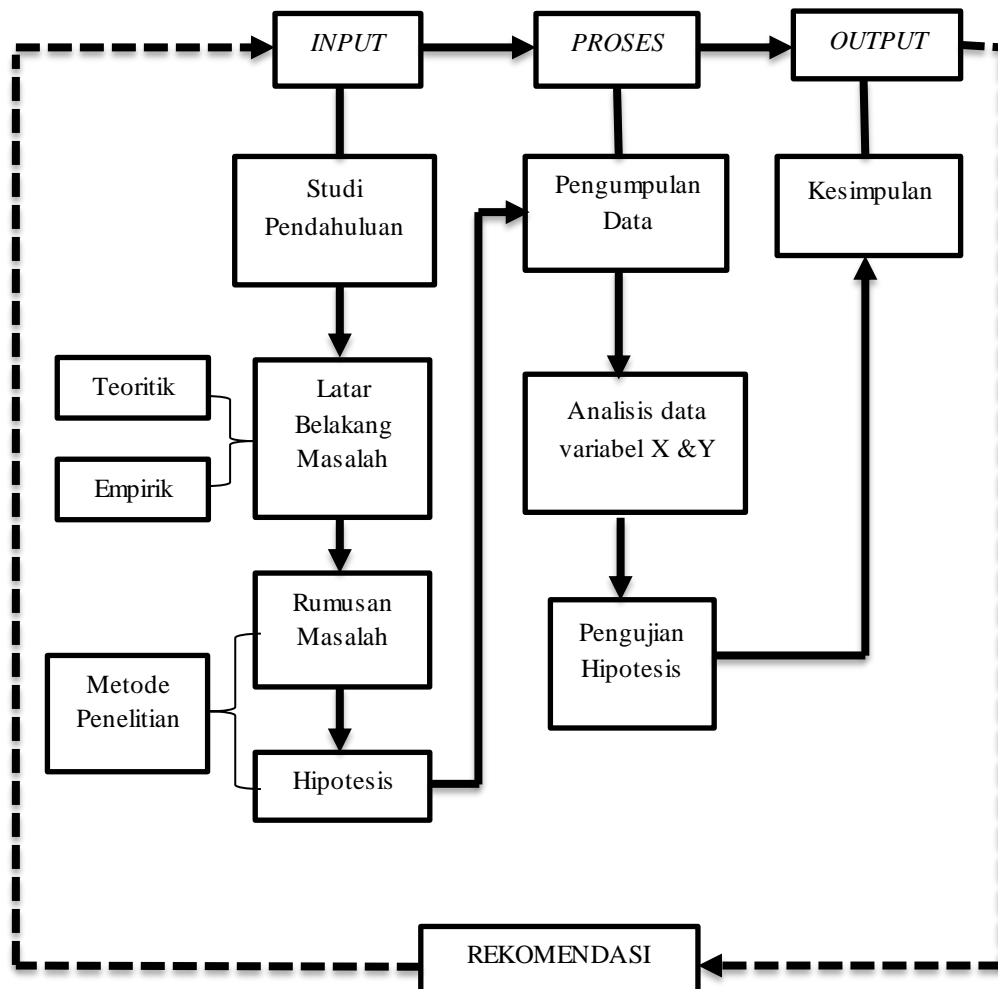 INPUT
PROSES
OUTPUT
Studi
Pendahuluan
Pengumpulan
Data
Kesimpulan
Teoritik
Empirik
Latar
Belakang
Masalah
Analisis data
variabel X &Y
Rumusan
Masalah
Metode
Penelitian
Hipotesis
Pengujian
Hipotesis
REKOMENDASI